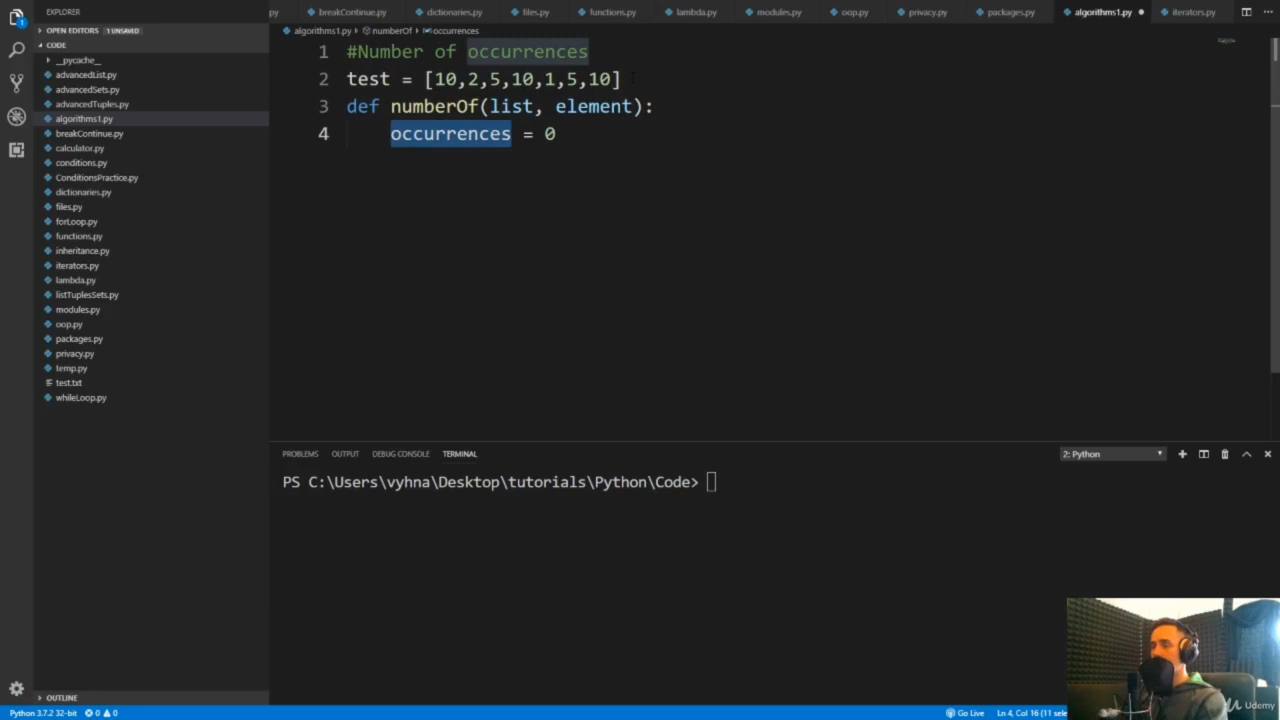 EXPLORER
py breakContinue.py dictionaries.py files.py functions.py lambda.py modules.py oop.py privacy.py packages.py algorithms1.py iterators.py
OPEN EDITORS 1 UNSAVED
algorithms1.py > numberOf > occurrences
CODE
__pycache__
advancedList.py
advancedSets.py
advancedTuples.py
algorithms1.py
breakContinue.py
calculator.py
conditions.py
ConditionsPractice.py
dictionaries.py
files.py
forLoop.py
functions.py
inheritance.py
iterators.py
lambda.py
listTuplesSets.py
modules.py
oop.py
packages.py
privacy.py
temp.py
test.txt
whileLoop.py
1 #Number of occurrences
2 test = [10,2,5,10,1,5,10]
3 def numberOf(list, element):
4 occurrences = 0
PROBLEMS OUTPUT DEBUG CONSOLE TERMINAL
2: Python
PS C:\Users\vyhna\Desktop\tutorials\Python\Code>
OUTLINE
Python 3.7.2 32-bit 0 0
Go Live Ln 4, Col 16 (11 sele
Udemy
1